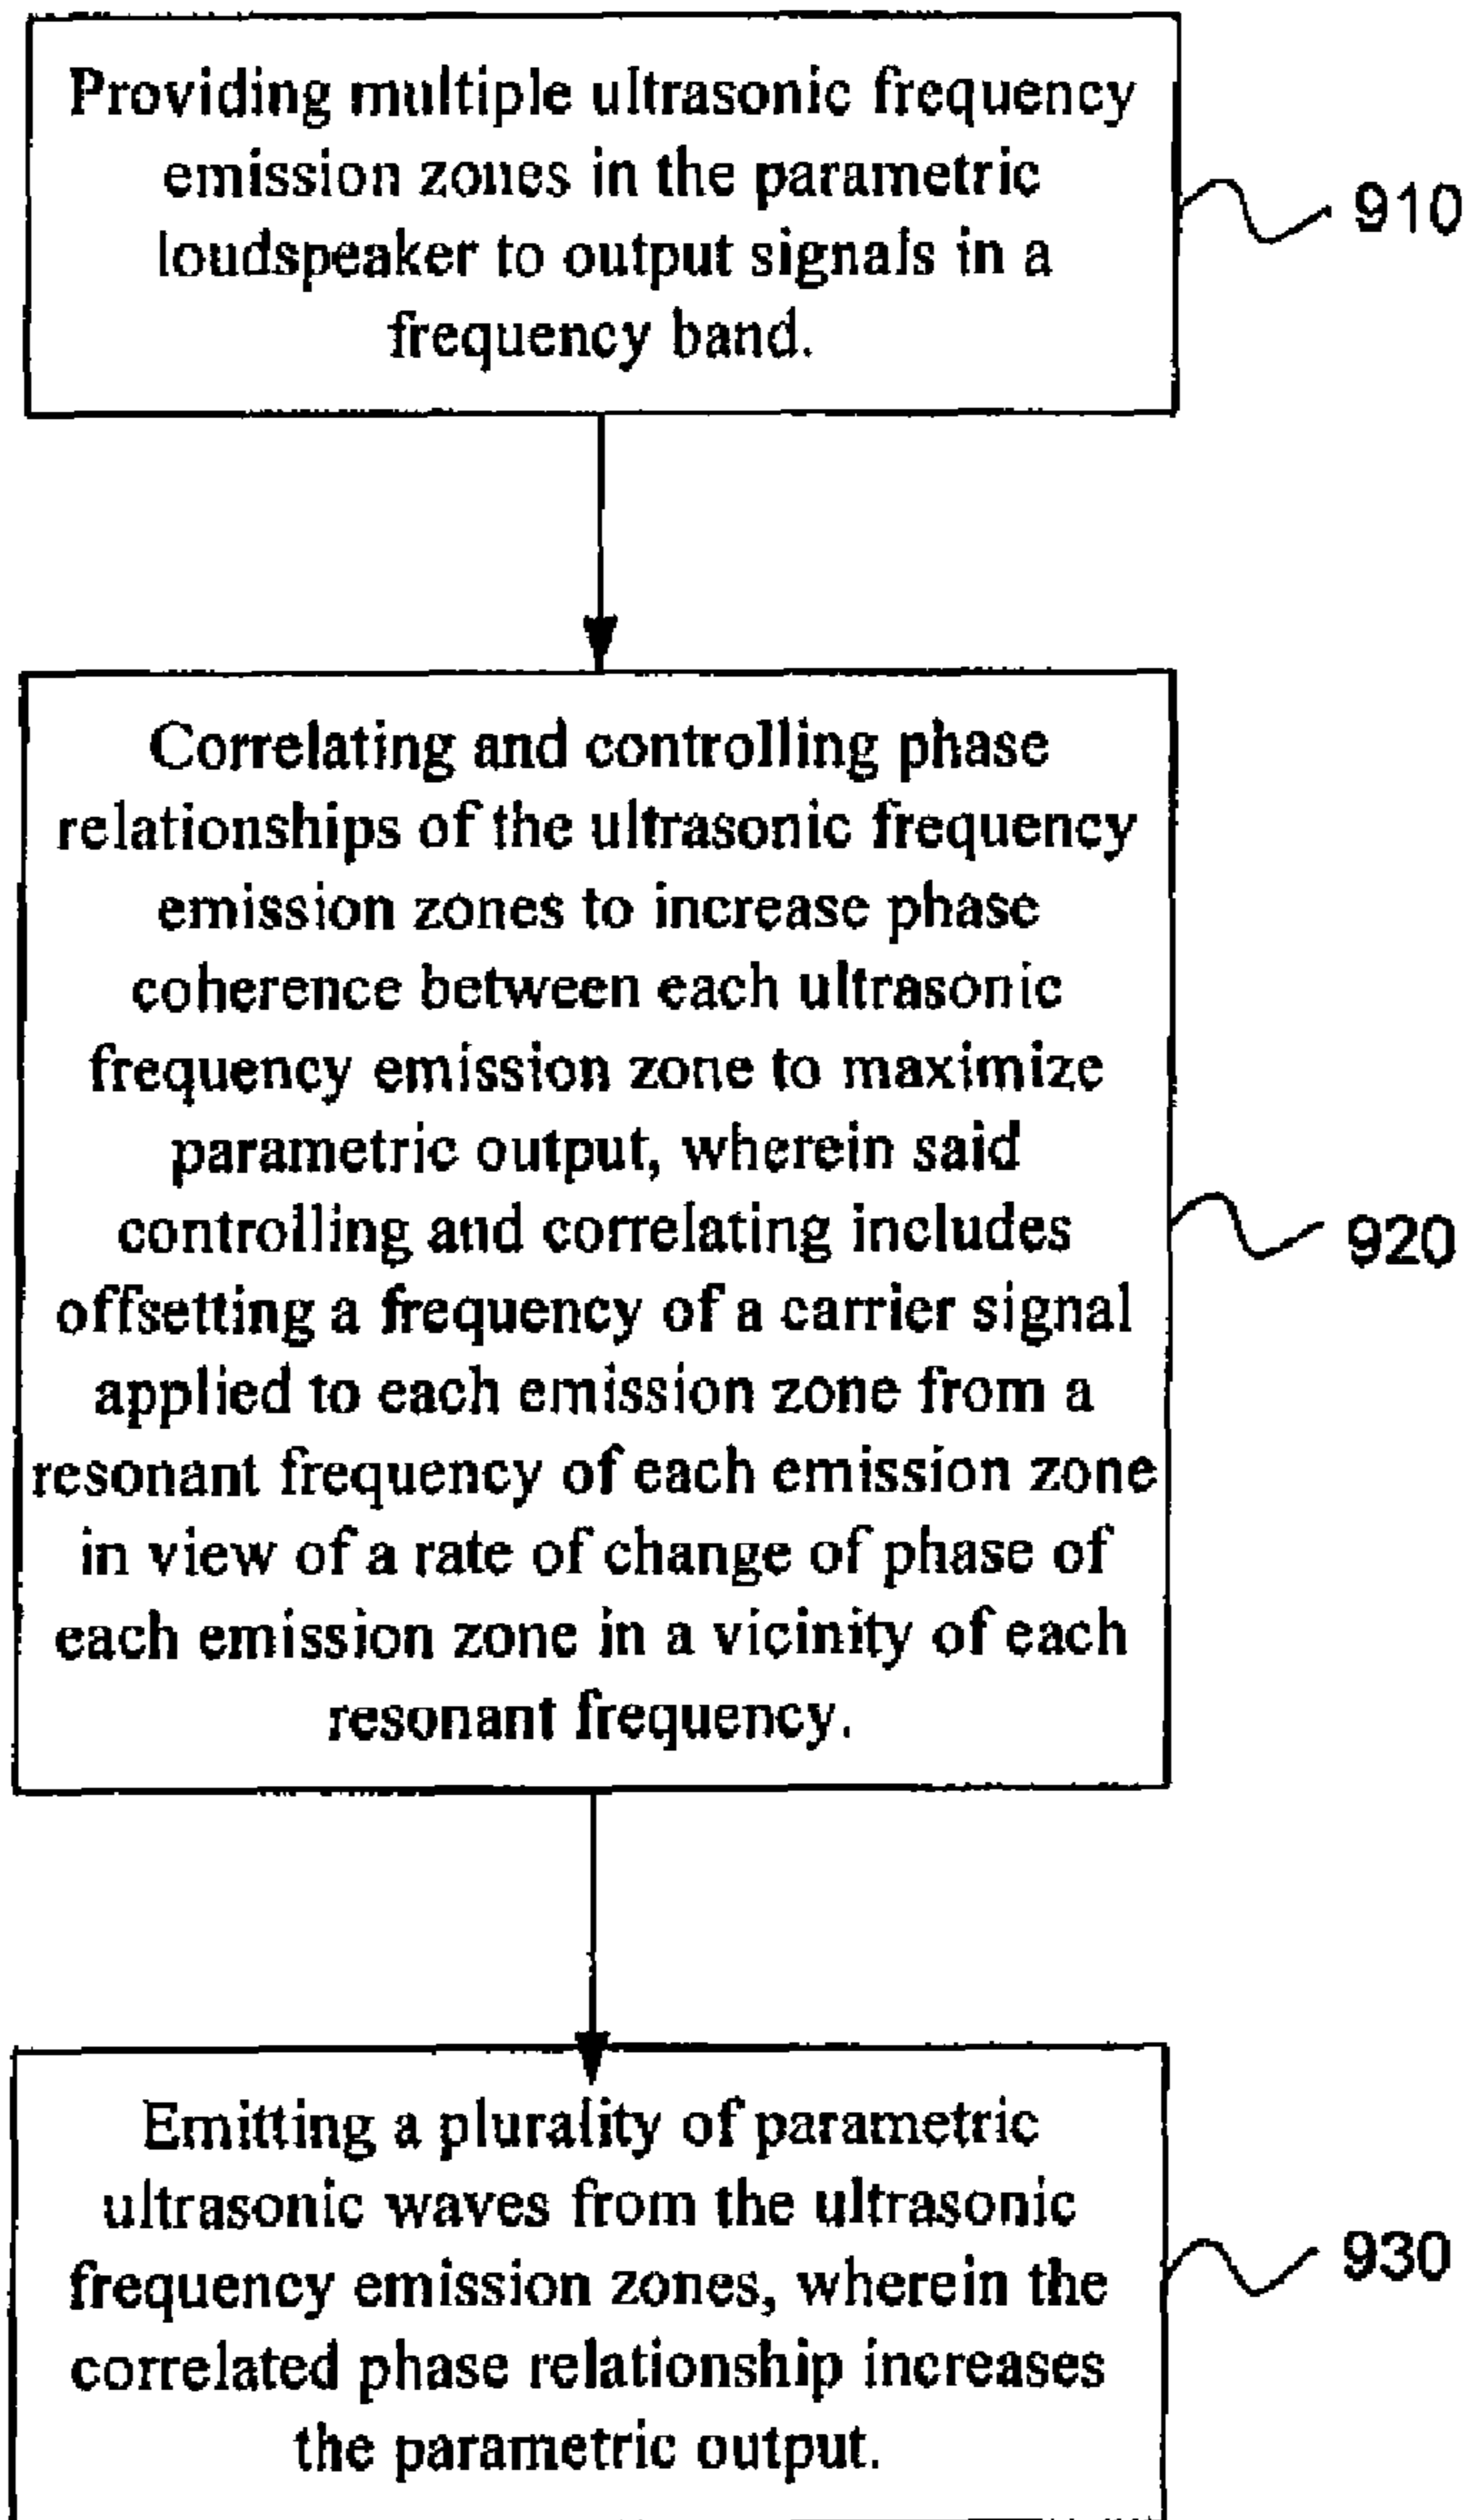 Providing multiple ultrasonic frequency
emission zones in the parametric
loudspeaker to output signals in a
frequency band.
910
Correlating and controlling phase
relationships of the ultrasonic frequency
emission zones to increase phase
coherence between each ultrasonic
frequency emission zone to maximize
parametric output, wherein said
controlling and correlating includes
offsetting a frequency of a carrier signal
applied to each emission zone from a
resonant frequency of each emission zone
in view of a rate of change of phase of
each emission zone in a vicinity of each
resonant frequency.
920
Emitting a plurality of parametric
ultrasonic waves from the ultrasonic
frequency emission zones, wherein the
correlated phase relationship increases
the parametric output.
930